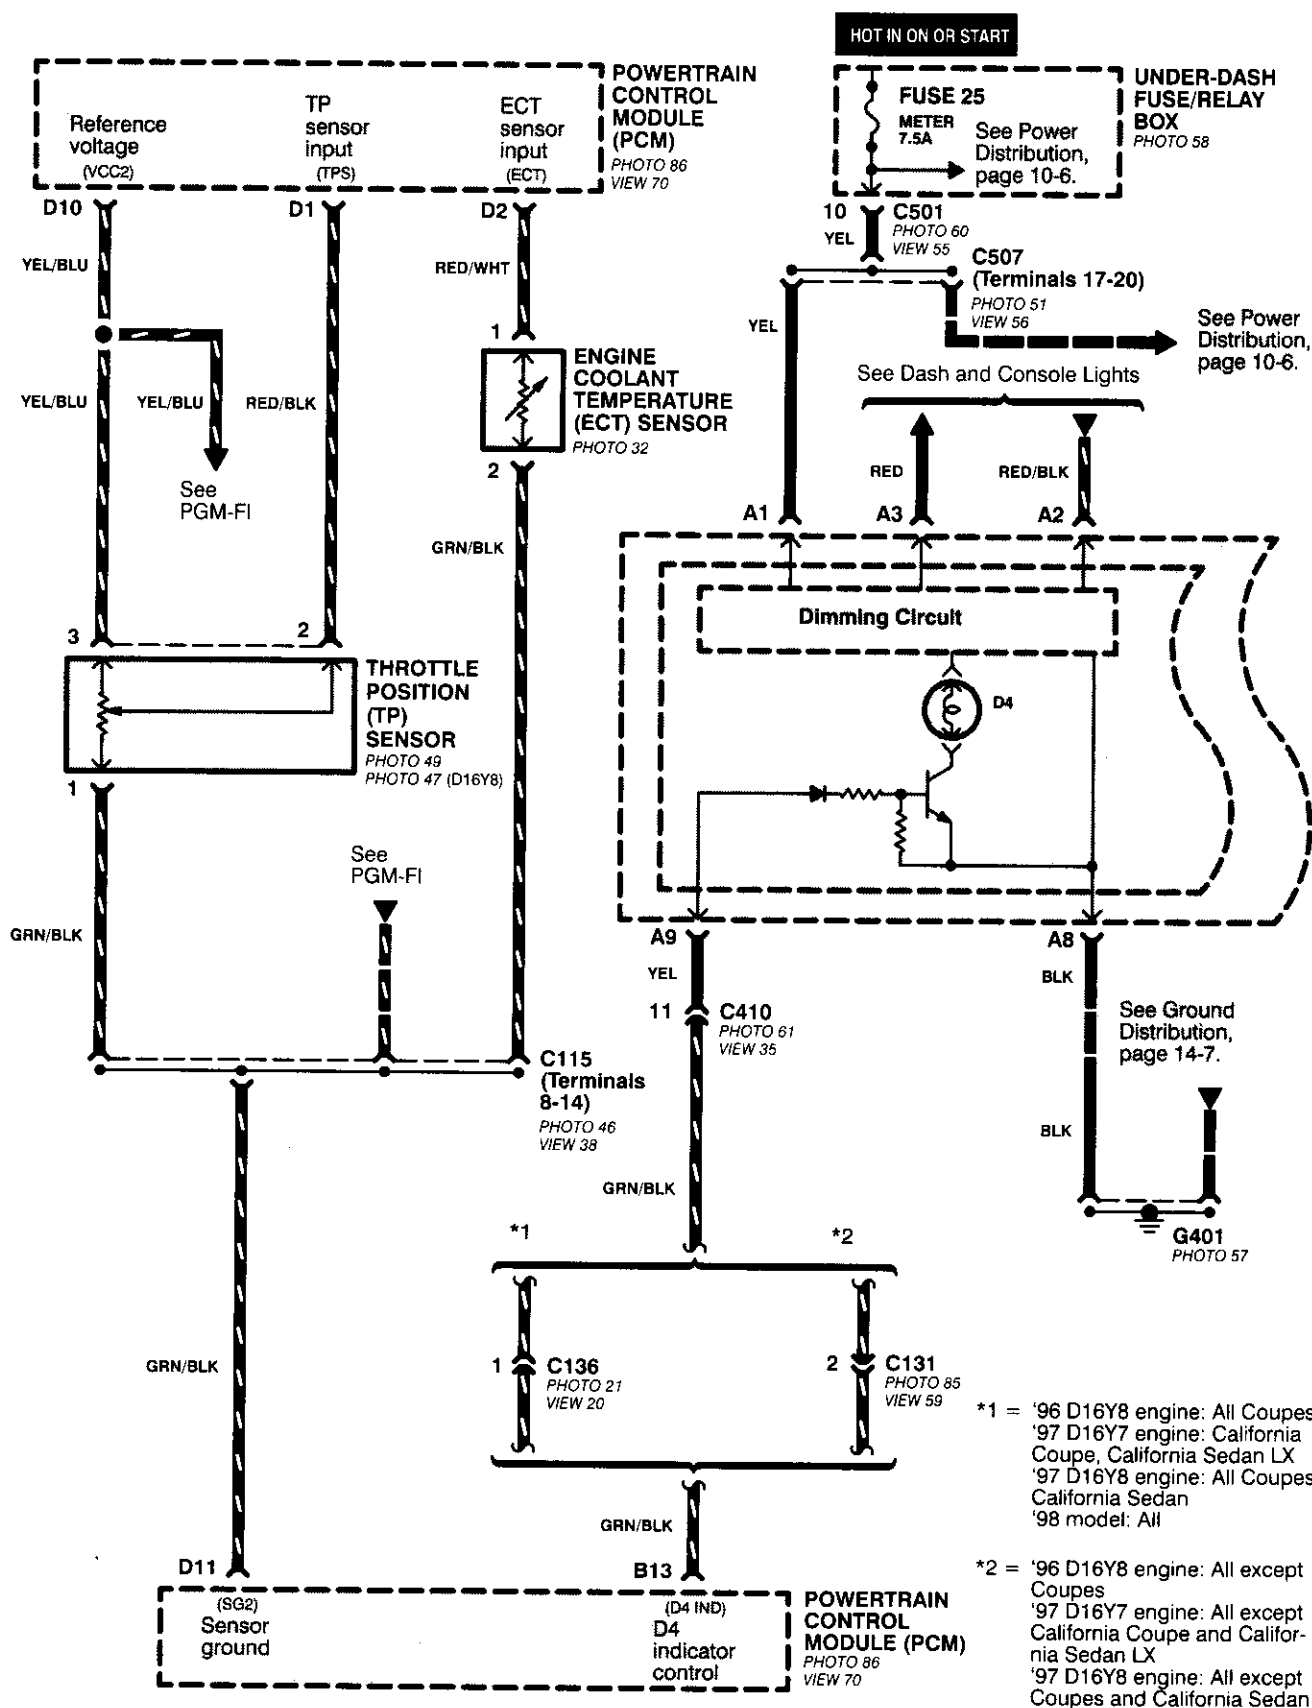 HOT IN ON OR START
POWERTRAIN
CONTROL
MODULE
(PCM)
PHOTO 86
VIEW 70
Reference
voltage
(VCC2)
TP
sensor
input
(TPS)
ECT
sensor
input
(ECT)
D10
D1
D2
YEL/BLU
RED/WHT
1
YEL/BLU
YEL/BLU
RED/BLK
See
PGM-FI
ENGINE
COOLANT
TEMPERATURE
(ECT) SENSOR
PHOTO 32
2
GRN/BLK
3
2
THROTTLE
POSITION
(TP)
SENSOR
PHOTO 49
PHOTO 47 (D16Y8)
1
See
PGM-FI
GRN/BLK
C115
(Terminals
8-14)
PHOTO 46
VIEW 38
GRN/BLK
D11
(SG2)
Sensor
ground
FUSE 25
METER
7.5A
See Power
Distribution,
page 10-6.
UNDER-DASH
FUSE/RELAY
BOX
PHOTO 58
10
C501
PHOTO 60
VIEW 55
YEL
C507
(Terminals 17-20)
PHOTO 51
VIEW 56
YEL
See Power
Distribution,
page 10-6.
See Dash and Console Lights
RED
RED/BLK
A1
A3
A2
Dimming Circuit
D4
A9
A8
YEL
BLK
11
C410
PHOTO 61
VIEW 35
See Ground
Distribution,
page 14-7.
BLK
GRN/BLK
G401
PHOTO 57
*1
*2
1
C136
PHOTO 21
VIEW 20
2
C131
PHOTO 85
VIEW 59
GRN/BLK
B13
(D4 IND)
D4
indicator
control
POWERTRAIN
CONTROL
MODULE (PCM)
PHOTO 86
VIEW 70
*1 = '96 D16Y8 engine: All Coupes
'97 D16Y7 engine: California
Coupe, California Sedan LX
'97 D16Y8 engine: All Coupes
California Sedan
'98 model: All
*2 = '96 D16Y8 engine: All except
Coupes
'97 D16Y7 engine: All except
California Coupe and Califor-
nia Sedan LX
'97 D16Y8 engine: All except
Coupes and California Sedan